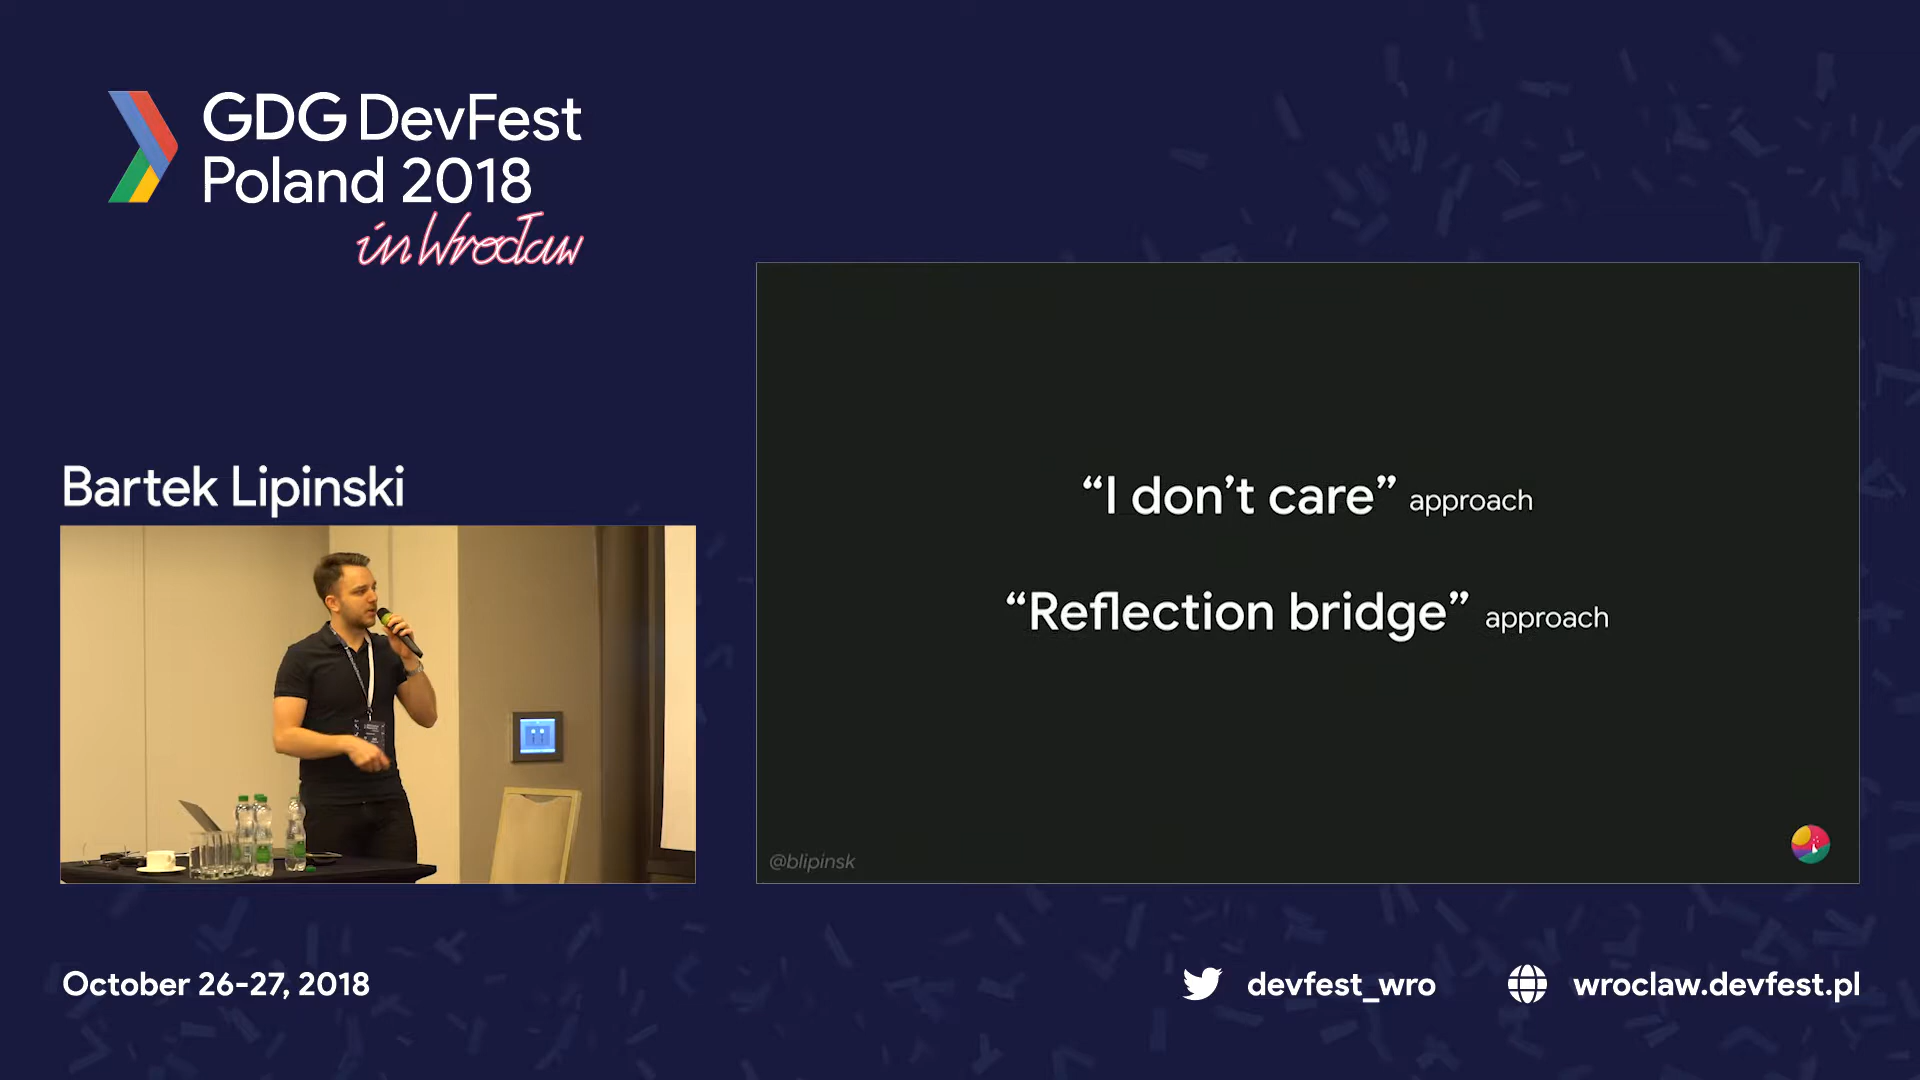 GDG DevFest
Poland 2018
in Wrocław
Bartek Lipinski
“I don’t care” approach
“Reflection bridge” approach
@blipinsk
October 26-27, 2018
devfest_wro
wroclaw.devfest.pl